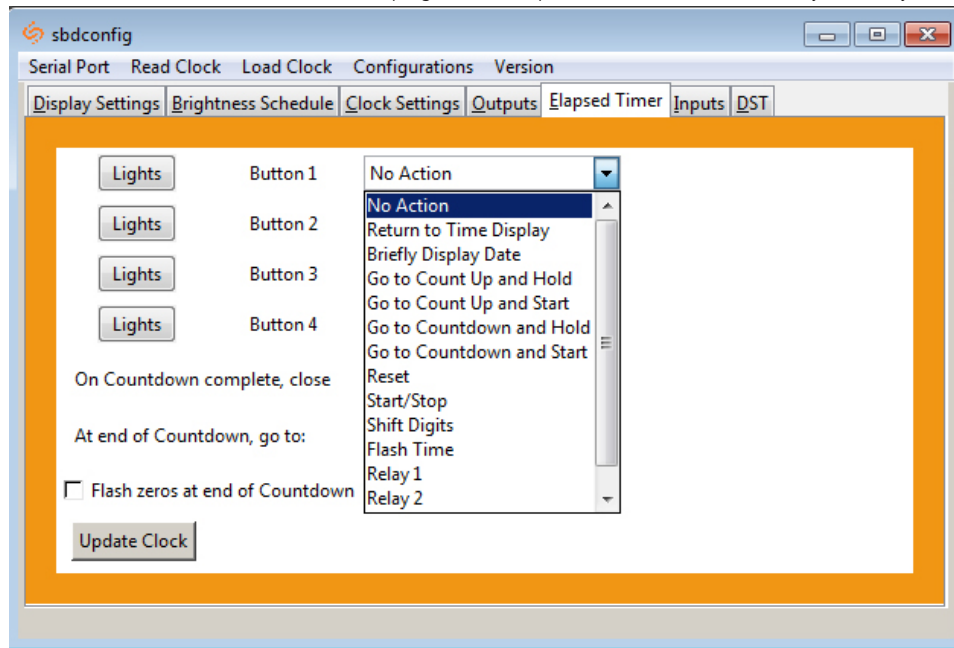 sbdconfig
Serial Port Read Clock Load Clock Configurations Version
Display Settings Brightness Schedule Clock Settings Outputs Elapsed Timer Inputs DST
Lights Button 1 No Action
No Action
Lights Button 2 Return to Time Display
Briefly Display Date
Lights Button 3 Go to Count Up and Hold
Go to Count Up and Start
Lights Button 4 Go to Countdown and Hold
Go to Countdown and Start
On Countdown complete, close Reset
Start/Stop
At end of Countdown, go to: Shift Digits
Flash Time
Relay 1
Flash zeros at end of Countdown Relay 2
Update Clock